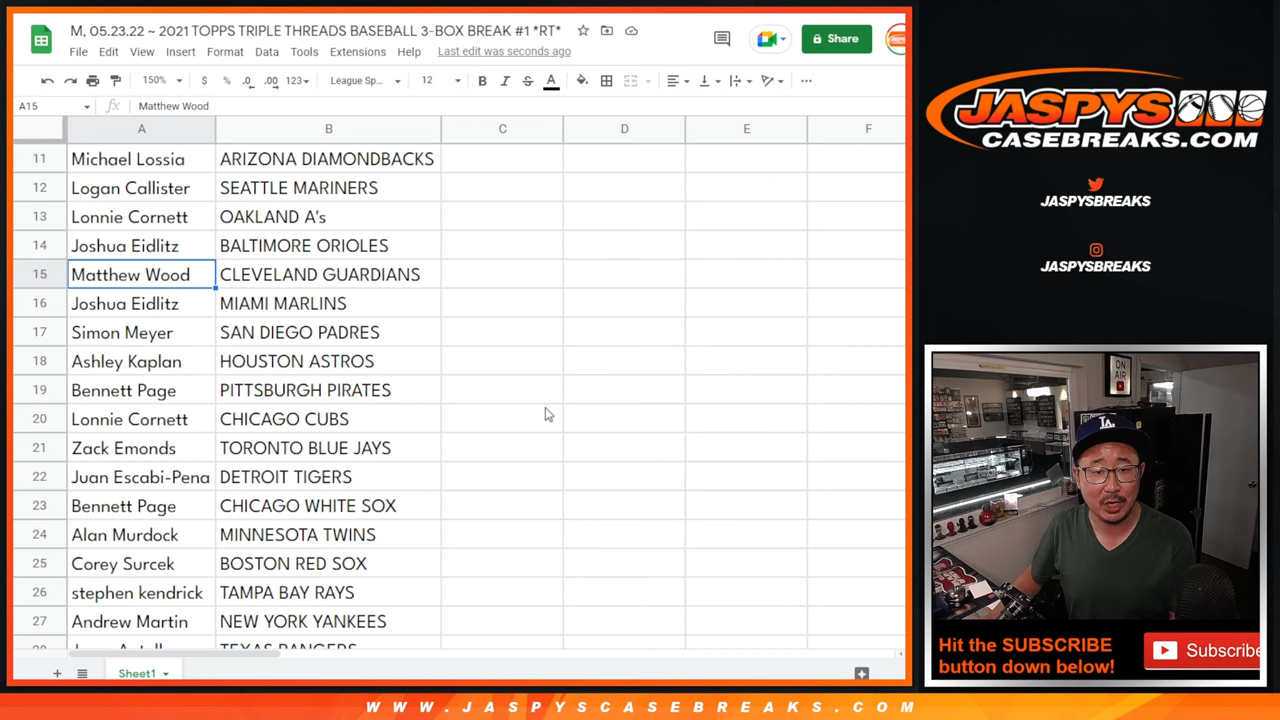 M, 05.23.22 ~ 2021 TOPPS TRIPLE THREADS BASEBALL 3-BOX BREAK #1 *RT*
File Edit View Insert Format Data Tools Extensions Help Last edit was seconds ago
Share
150% $ % .0 .00 123 League Sp... 12 B I S A
A15 fx Matthew Wood
A B C D E F
11 Michael Lossia ARIZONA DIAMONDBACKS
12 Logan Callister SEATTLE MARINERS
13 Lonnie Cornett OAKLAND A's
14 Joshua Eidlitz BALTIMORE ORIOLES
15 Matthew Wood CLEVELAND GUARDIANS
16 Joshua Eidlitz MIAMI MARLINS
17 Simon Meyer SAN DIEGO PADRES
18 Ashley Kaplan HOUSTON ASTROS
19 Bennett Page PITTSBURGH PIRATES
20 Lonnie Cornett CHICAGO CUBS
21 Zack Emonds TORONTO BLUE JAYS
22 Juan Escabi-Pena DETROIT TIGERS
23 Bennett Page CHICAGO WHITE SOX
24 Alan Murdock MINNESOTA TWINS
25 Corey Surcek BOSTON RED SOX
26 stephen kendrick TAMPA BAY RAYS
27 Andrew Martin NEW YORK YANKEES
TEXAS RANGERS
Sheet1
JASPYS
CASEBREAKS.COM
JASPYSBREAKS
JASPYSBREAKS
ON
AIR
LA
Hit the SUBSCRIBE
button down below!
Subscribe
WWW.JASPYSCASEBREAKS.COM